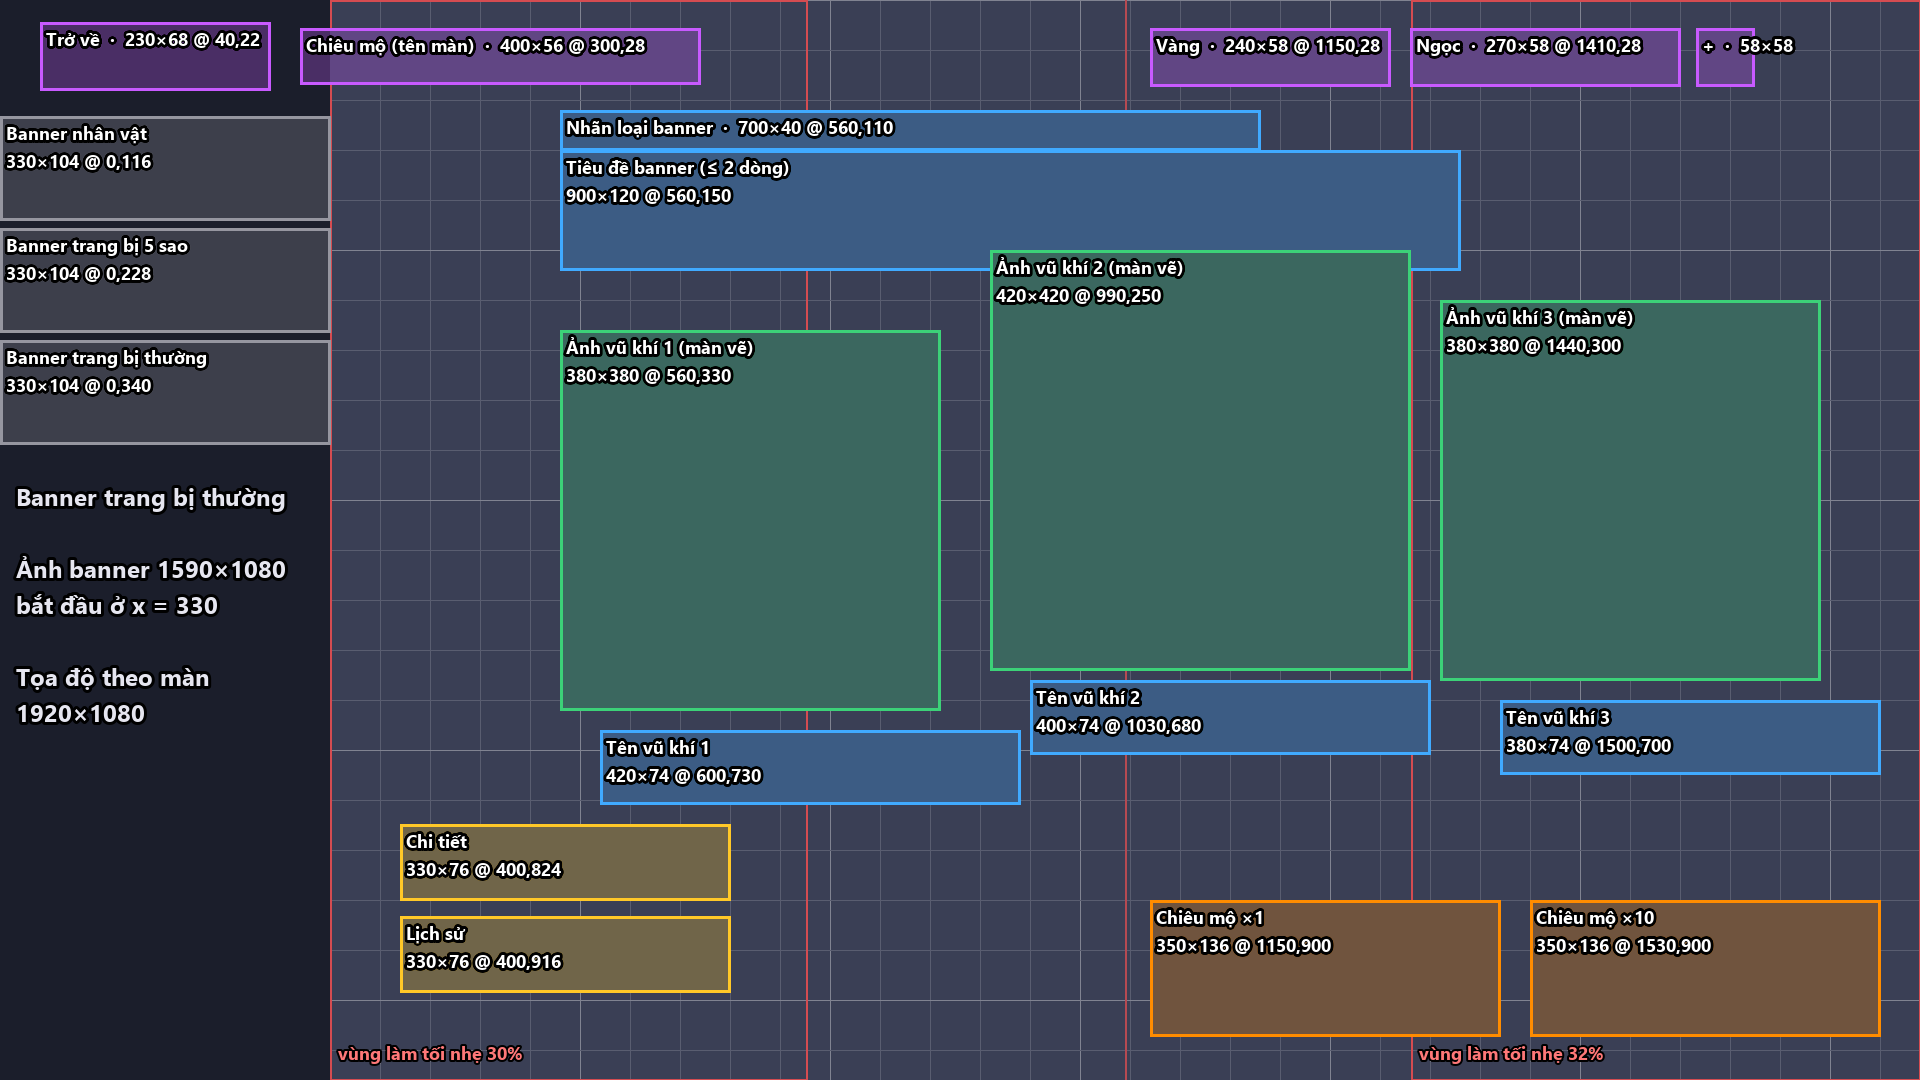 Trở về · 230×68 @ 40,22
Chiêu mộ (tên màn) · 400×56 @ 300,28
Vàng · 240×58 @ 1150,28
Ngọc · 270×58 @ 1410,28
+ · 58×58
Banner nhân vật
330×104 @ 0,116
Banner trang bị 5 sao
330×104 @ 0,228
Banner trang bị thường
330×104 @ 0,340
Banner trang bị thường
Ảnh banner 1590×1080
bắt đầu ở x = 330
Tọa độ theo màn
1920×1080
Nhãn loại banner · 700×40 @ 560,110
Tiêu đề banner (≤ 2 dòng)
900×120 @ 560,150
Ảnh vũ khí 1 (màn vẽ)
380×380 @ 560,330
Ảnh vũ khí 2 (màn vẽ)
420×420 @ 990,250
Ảnh vũ khí 3 (màn vẽ)
380×380 @ 1440,300
Tên vũ khí 1
420×74 @ 600,730
Tên vũ khí 2
400×74 @ 1030,680
Tên vũ khí 3
380×74 @ 1500,700
Chi tiết
330×76 @ 400,824
Lịch sử
330×76 @ 400,916
Chiêu mộ ×1
350×136 @ 1150,900
Chiêu mộ ×10
350×136 @ 1530,900
vùng làm tối nhẹ 30%
vùng làm tối nhẹ 32%